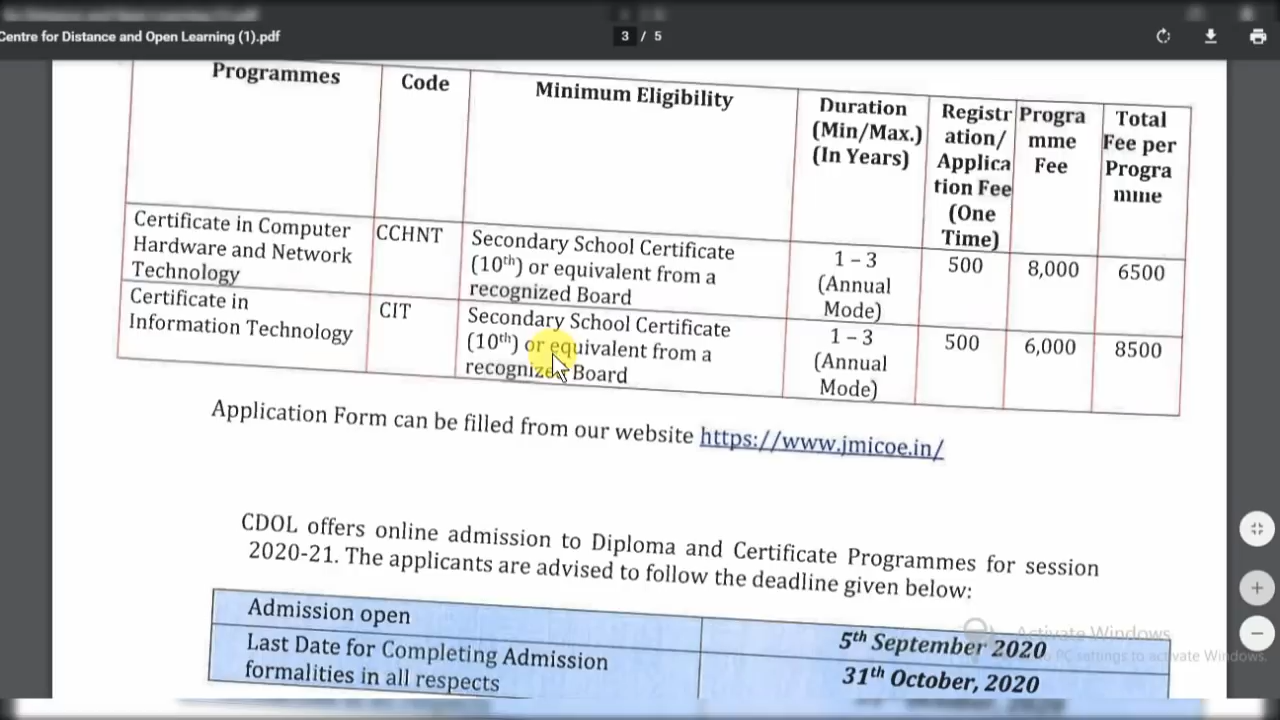 Centre for Distance and Open Learning (1).pdf
3 / 5
Programmes
Code
Minimum Eligibility
Duration
(Min/Max.)
(In Years)
Registr
ation/
Applica
tion Fee
(One
Time)
Progra
mme
Fee
Total
Fee per
Progra
mme
Certificate in Computer
Hardware and Network
Technology
CCHNT
Secondary School Certificate
(10th) or equivalent from a
recognized Board
1 – 3
(Annual
Mode)
500
8,000
6500
Certificate in
Information Technology
CIT
Secondary School Certificate
(10th) or equivalent from a
recognized Board
1 – 3
(Annual
Mode)
500
6,000
8500
Application Form can be filled from our website https://www.jmicoe.in/
CDOL offers online admission to Diploma and Certificate Programmes for session
2020-21. The applicants are advised to follow the deadline given below:
Admission open
5th September 2020
Last Date for Completing Admission
formalities in all respects
31th October, 2020
Activate Windows
to PC settings to activate Windows.